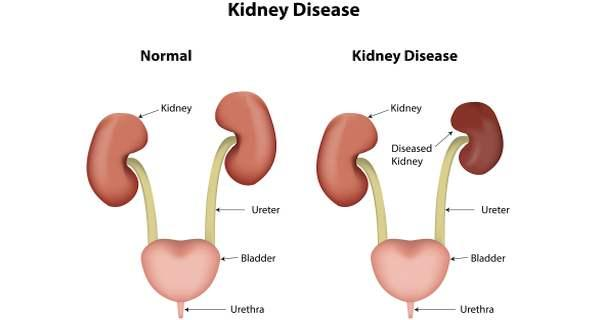 Kidney Disease
Normal
Kidney
Ureter
Bladder
Urethra
Kidney Disease
Kidney
Diseased
Kidney
Ureter
Bladder
Urethra